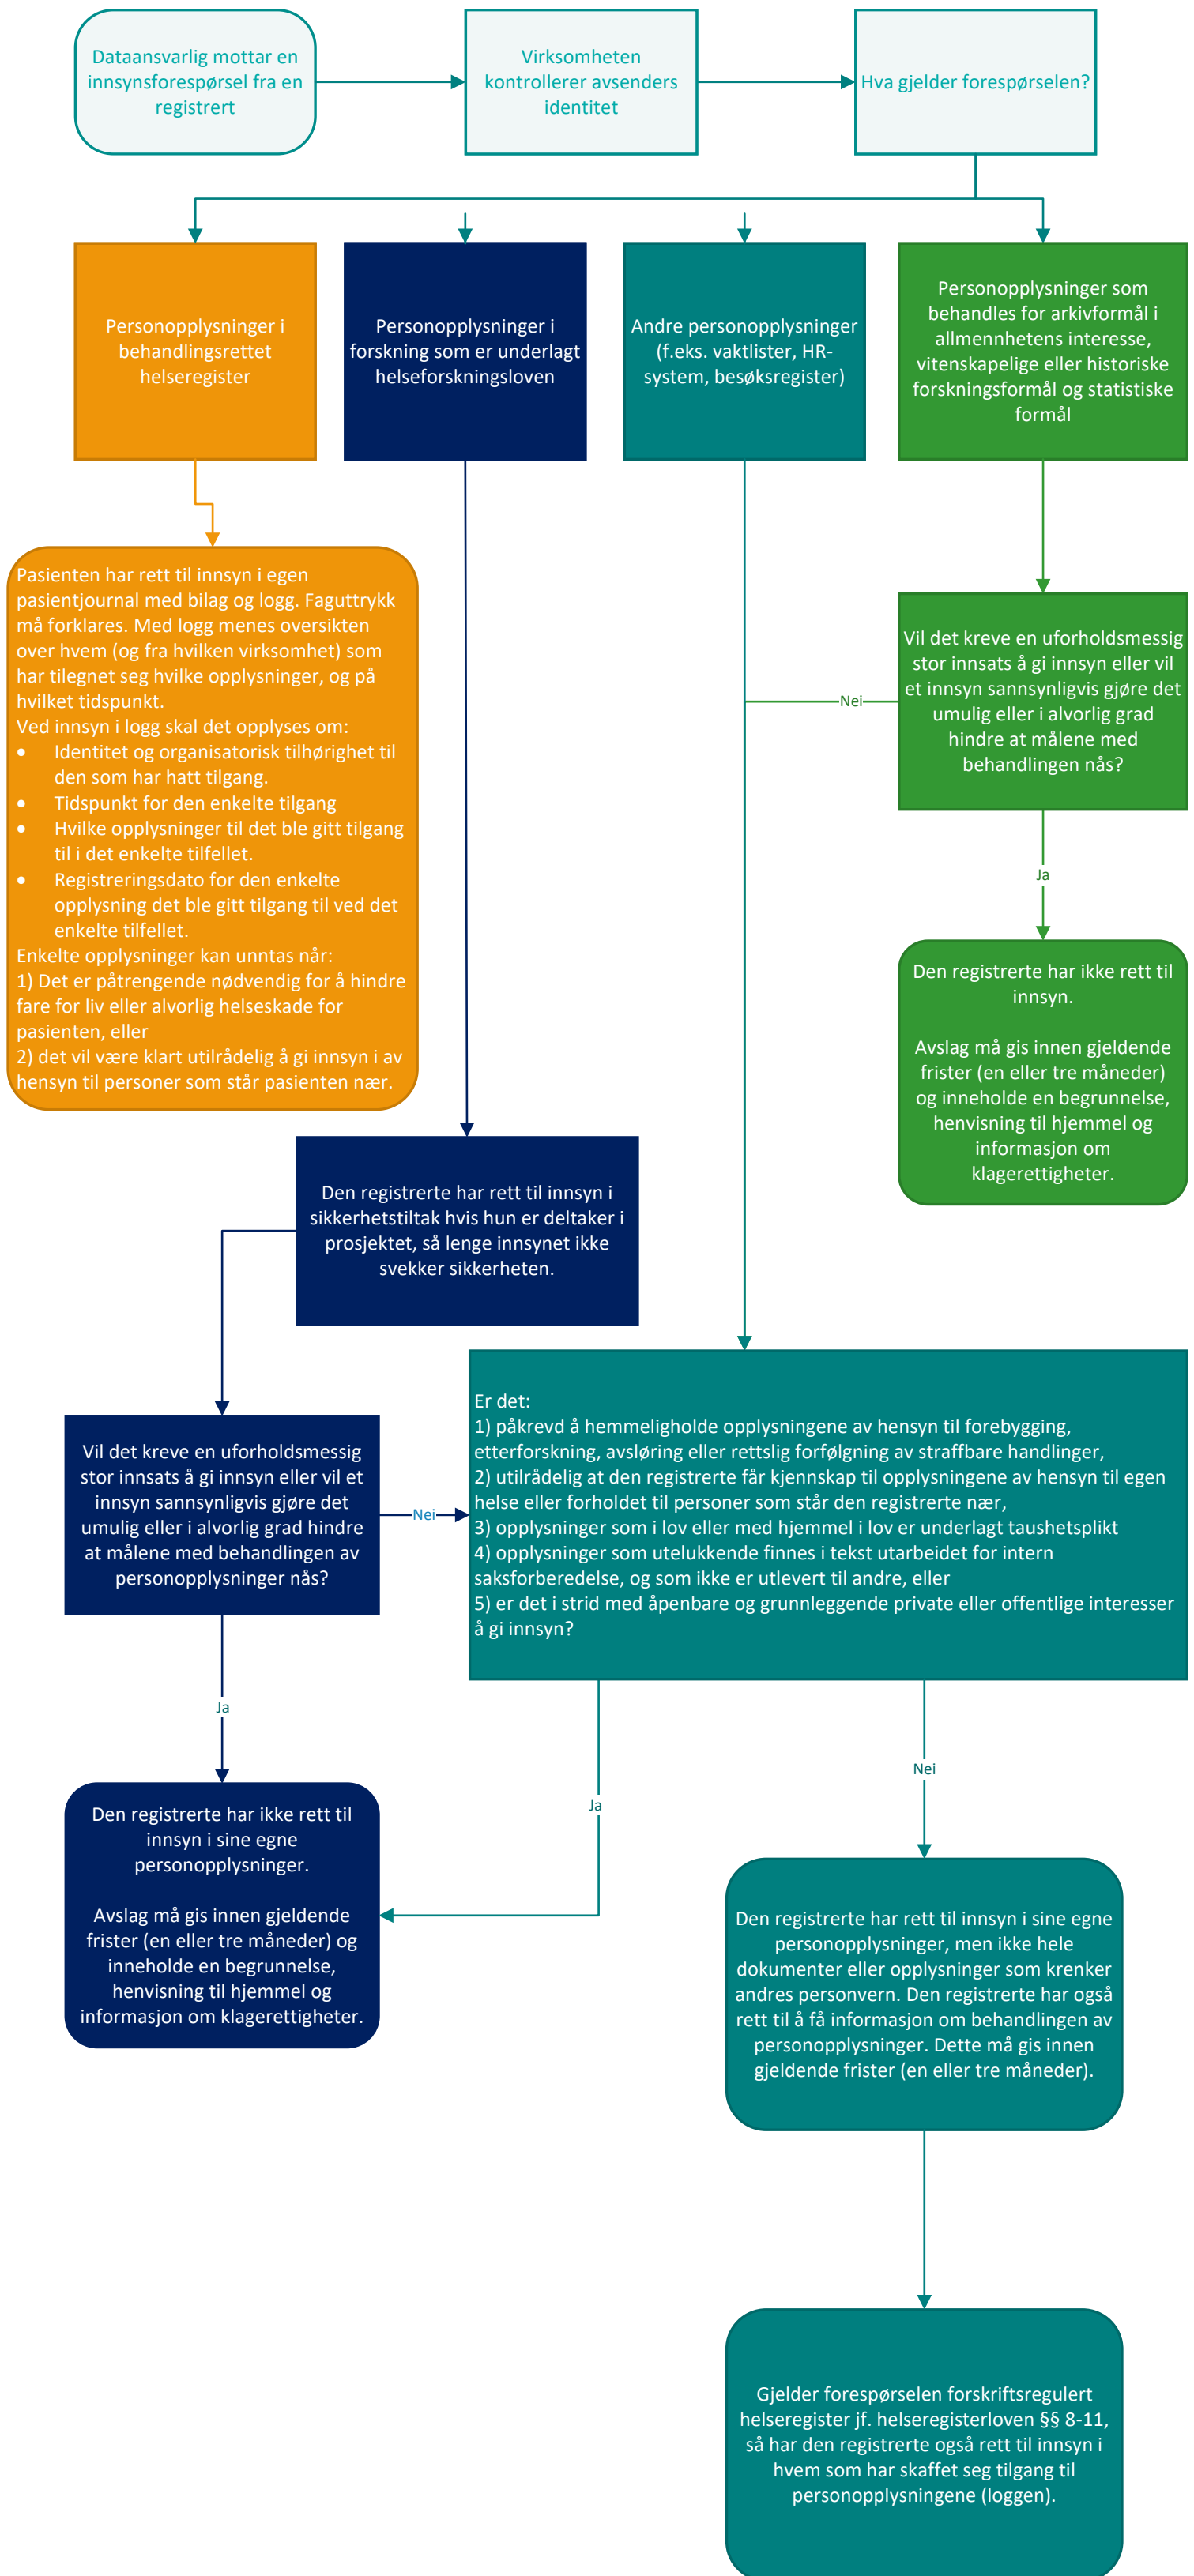 Dataansvarlig mottar en
innsynsforespørsel fra en
registrert
Virksomheten
kontrollerer avsenders
identitet
Hva gjelder forespørselen?
Personopplysninger i
behandlingsrettet
helseregister
Personopplysninger i
forskning som er underlagt
helseforskningsloven
Andre personopplysninger
(f.eks. vaktlister, HR-
system, besøksregister)
Personopplysninger som
behandles for arkivformål i
allmennhetens interesse,
vitenskapelige eller historiske
forskningsformål og statistiske
formål
Pasienten har rett til innsyn i egen
pasientjournal med bilag og logg. Faguttrykk
må forklares. Med logg menes oversikten
over hvem (og fra hvilken virksomhet) som
har tilegnet seg hvilke opplysninger, og på
hvilket tidspunkt.
Ved innsyn i logg skal det opplyses om:
• Identitet og organisatorisk tilhørighet til
den som har hatt tilgang.
• Tidspunkt for den enkelte tilgang
• Hvilke opplysninger til det ble gitt tilgang
til i det enkelte tilfellet.
• Registreringsdato for den enkelte
opplysning det ble gitt tilgang til ved det
enkelte tilfellet.
Enkelte opplysninger kan unntas når:
1) Det er påtrengende nødvendig for å hindre
fare for liv eller alvorlig helseskade for
pasienten, eller
2) det vil være klart utilrådelig å gi innsyn i av
hensyn til personer som står pasienten nær.
Vil det kreve en uforholdsmessig
stor innsats å gi innsyn eller vil
et innsyn sannsynligvis gjøre det
umulig eller i alvorlig grad
hindre at målene med
behandlingen nås?
Nei
Ja
Den registrerte har ikke rett til
innsyn.
Avslag må gis innen gjeldende
frister (en eller tre måneder)
og inneholde en begrunnelse,
henvisning til hjemmel og
informasjon om
klagerettigheter.
Den registrerte har rett til innsyn i
sikkerhetstiltak hvis hun er deltaker i
prosjektet, så lenge innsynet ikke
svekker sikkerheten.
Vil det kreve en uforholdsmessig
stor innsats å gi innsyn eller vil et
innsyn sannsynligvis gjøre det
umulig eller i alvorlig grad hindre
at målene med behandlingen av
personopplysninger nås?
Nei
Er det:
1) påkrevd å hemmeligholde opplysningene av hensyn til forebygging,
etterforskning, avsløring eller rettslig forfølgning av straffbare handlinger,
2) utilrådelig at den registrerte får kjennskap til opplysningene av hensyn til egen
helse eller forholdet til personer som står den registrerte nær,
3) opplysninger som i lov eller med hjemmel i lov er underlagt taushetsplikt
4) opplysninger som utelukkende finnes i tekst utarbeidet for intern
saksforberedelse, og som ikke er utlevert til andre, eller
5) er det i strid med åpenbare og grunnleggende private eller offentlige interesser
å gi innsyn?
Ja
Nei
Ja
Den registrerte har ikke rett til
innsyn i sine egne
personopplysninger.
Avslag må gis innen gjeldende
frister (en eller tre måneder) og
inneholde en begrunnelse,
henvisning til hjemmel og
informasjon om klagerettigheter.
Den registrerte har rett til innsyn i sine egne
personopplysninger, men ikke hele
dokumenter eller opplysninger som krenker
andres personvern. Den registrerte har også
rett til å få informasjon om behandlingen av
personopplysninger. Dette må gis innen
gjeldende frister (en eller tre måneder).
Gjelder forespørselen forskriftsregulert
helseregister jf. helseregisterloven §§ 8-11,
så har den registrerte også rett til innsyn i
hvem som har skaffet seg tilgang til
personopplysningene (loggen).